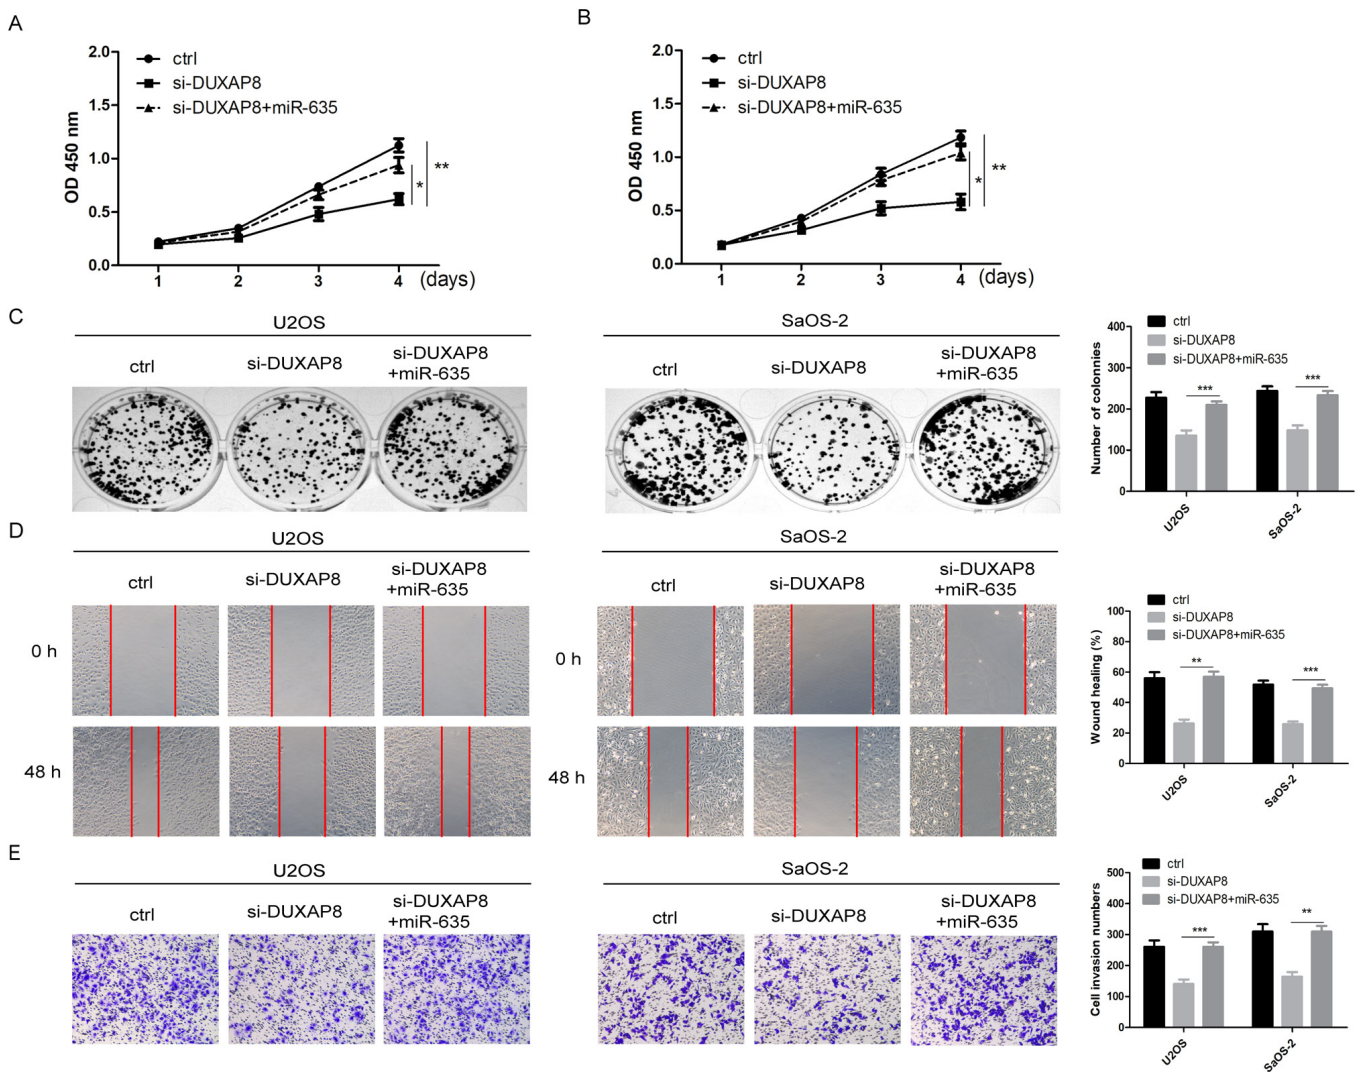 A
2.0
1.5
1.0
0.5
0.0
OD 450 nm
ctrl
si-DUXAP8
si-DUXAP8+miR-635
*
**
1 2 3 4 (days)
B
2.0
1.5
1.0
0.5
0.0
OD 450 nm
ctrl
si-DUXAP8
si-DUXAP8+miR-635
*
**
1 2 3 4 (days)
C
U2OS
ctrl
si-DUXAP8
si-DUXAP8
+miR-635
SaOS-2
ctrl
si-DUXAP8
si-DUXAP8
+miR-635
ctrl
si-DUXAP8
si-DUXAP8+miR-635
Number of colonnies
400
300
200
100
0
***
***
U2OS
SaOS-2
D
U2OS
ctrl
si-DUXAP8
si-DUXAP8
+miR-635
0 h
48 h
SaOS-2
ctrl
si-DUXAP8
si-DUXAP8
+miR-635
0 h
48 h
ctrl
si-DUXAP8
si-DUXAP8+miR-635
Wound healing (%)
100
80
60
40
20
0
**
***
U2OS
SaOS-2
E
U2OS
ctrl
si-DUXAP8
si-DUXAP8
+miR-635
SaOS-2
ctrl
si-DUXAP8
si-DUXAP8
+miR-635
ctrl
si-DUXAP8
si-DUXAP8+miR-635
Cell invasion numbers
500
400
300
200
100
0
***
**
U2OS
SaOS-2